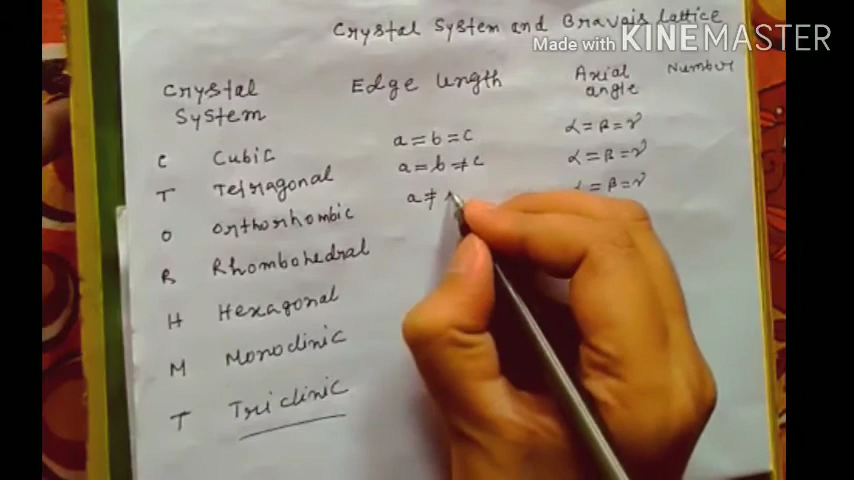 Crystal System and Bravais Lattice
Made with KINEMASTER
Crystal System Edge length Axial angle Number
C Cubic a = b = c α = β = γ
T Tetragonal a = b ≠ c α = β = γ
O Orthorhombic a ≠ α = β = γ
R Rhombohedral
H Hexagonal
M Monoclinic
T Triclinic